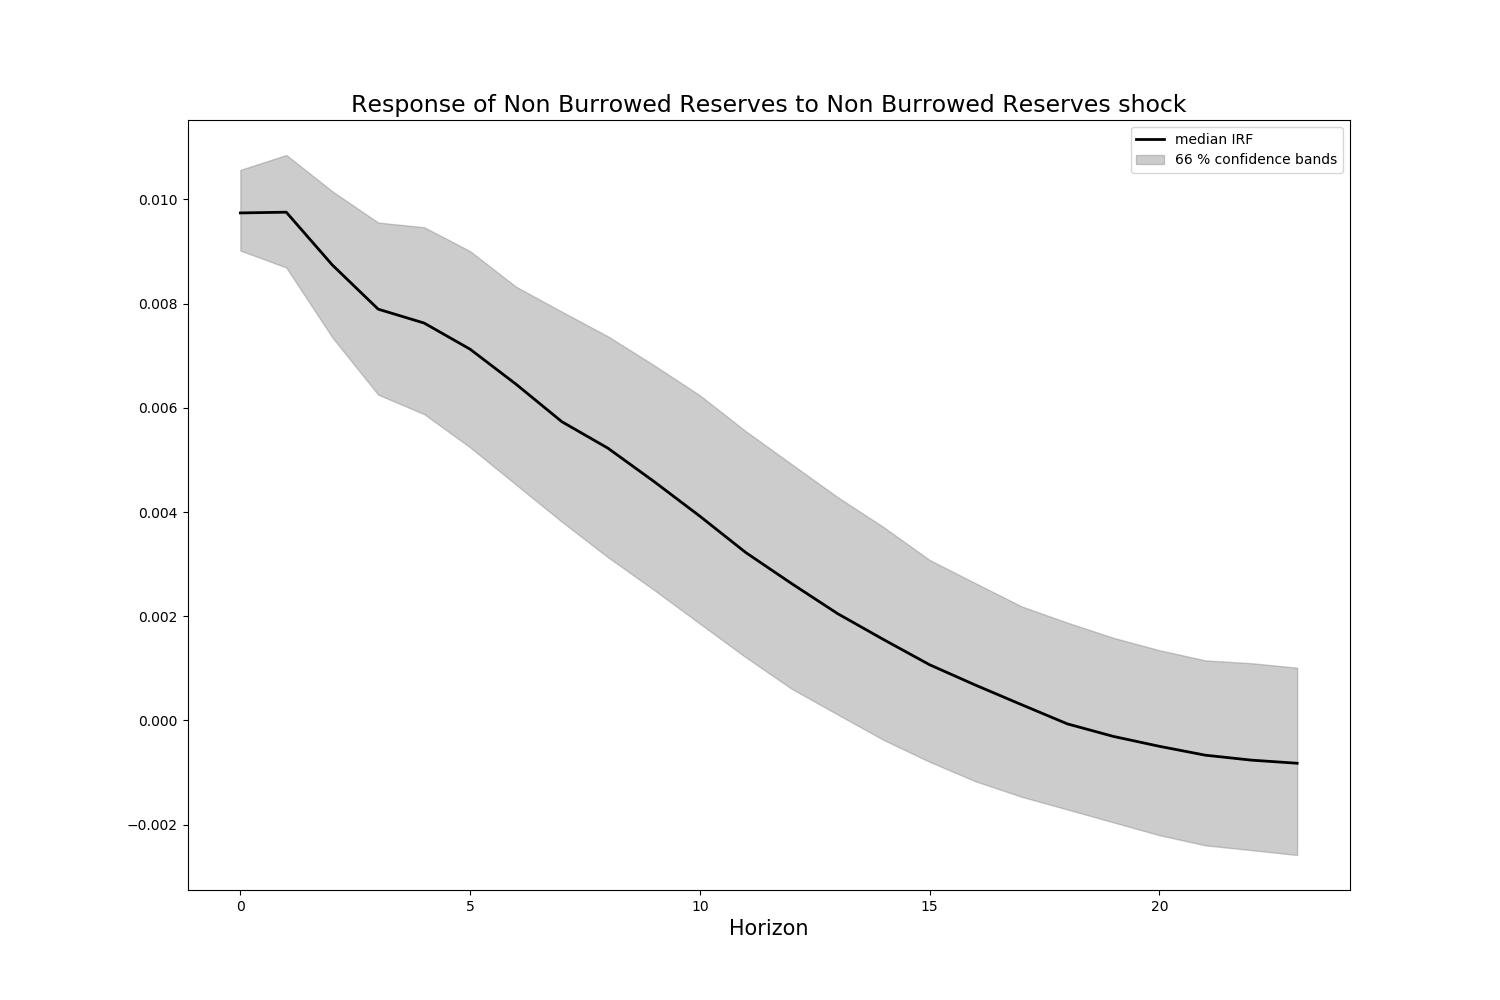 Response of Non Burrowed Reserves to Non Burrowed Reserves shock
median IRF
66 % confidence bands
0.010
0.008
0.006
0.004
0.002
0.000
−0.002
0 5 10 15 20
Horizon